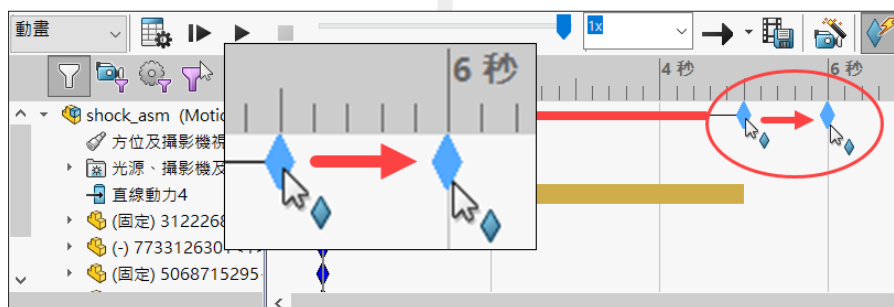 動畫
1x
6 秒
4 秒
6 秒
shock_asm (Motio
方位及攝影機視
光源、攝影機及
直線動力4
(固定) 3122268
(-) 7733126301
(固定) 5068715295